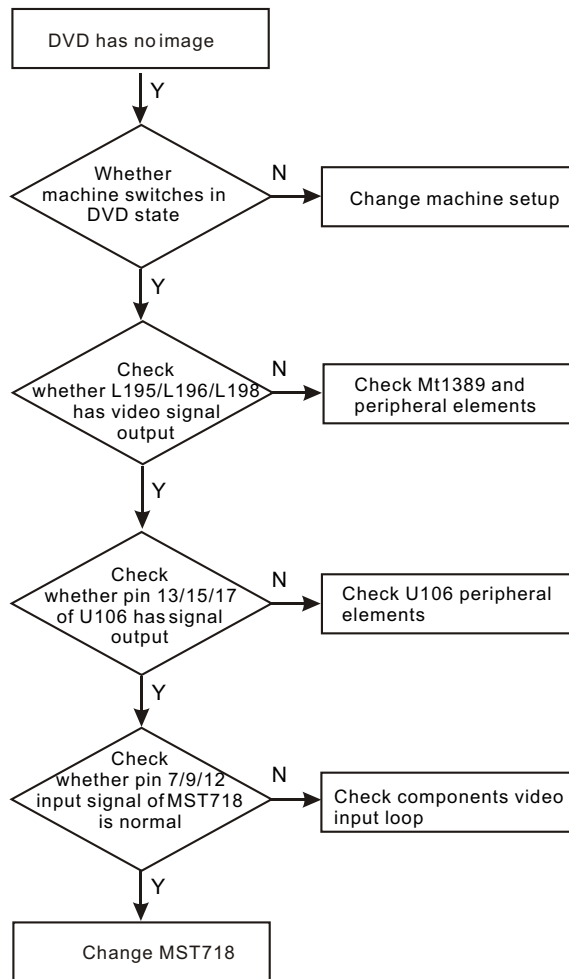 DVD has no image
Y
Whether
machine switches in
DVD state
N
Change machine setup
Y
Check
whether L195/L196/L198
has video signal
output
N
Check Mt1389 and
peripheral elements
Y
Check
whether pin 13/15/17
of U106 has signal
output
N
Check U106 peripheral
elements
Y
Check
whether pin 7/9/12
input signal of MST718
is normal
N
Check components video
input loop
Y
Change MST718